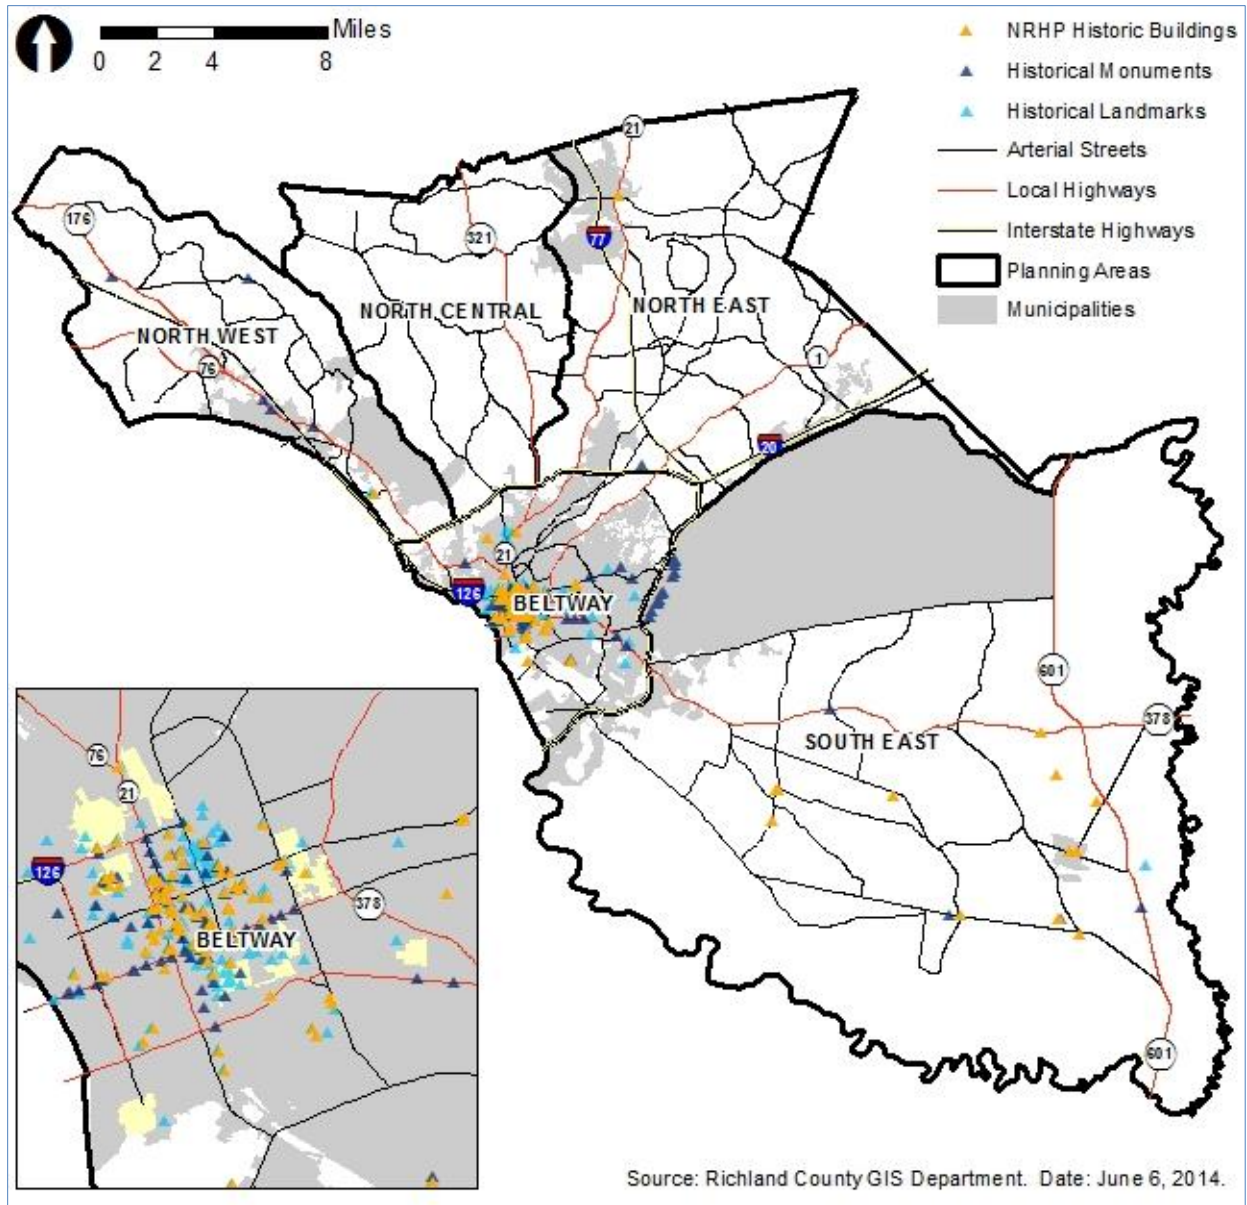 Miles
0 2 4 8
NRHP Historic Buildings
Historical Monuments
Historical Landmarks
Arterial Streets
Local Highways
Interstate Highways
Planning Areas
Municipalities
21
176
321
77
NORTH CENTRAL
NORTH EAST
NORTH WEST
76
1
20
21
126
BELTWAY
601
378
SOUTH EAST
601
76
21
126
378
BELTWAY
Source: Richland County GIS Department. Date: June 6, 2014.